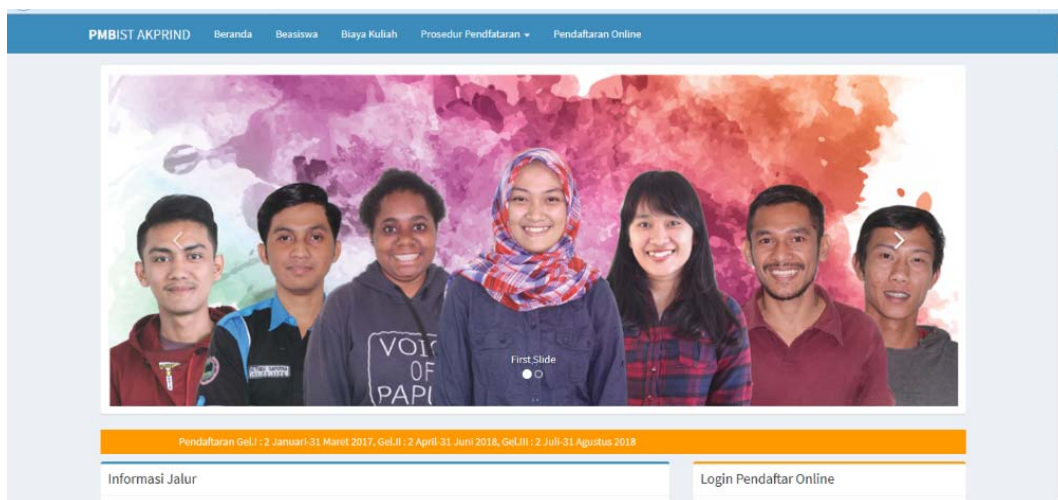 PMBIST AKPRIND Beranda Beasiswa Biaya Kuliah Prosedur Pendfataran Pendaftaran Online
VOIC
OF
PAPU
First Slide
Pendaftaran Gel.I : 2 Januari-31 Maret 2017, Gel.II : 2 April-31 Juni 2018, Gel.III : 2 Juli-31 Agustus 2018
Informasi Jalur
Login Pendaftar Online